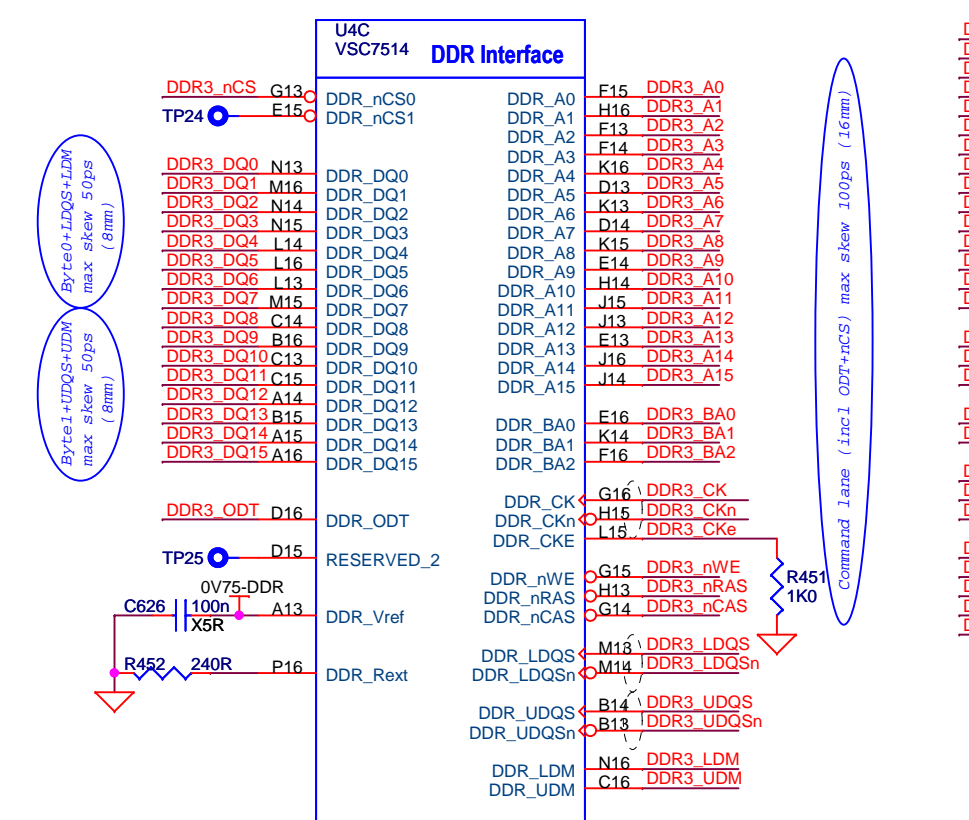 U4C
VSC7514
DDR Interface
DDR3_nCS G13 DDR_nCS0
TP24 E15 DDR_nCS1
DDR3_DQ0 N13 DDR_DQ0
DDR3_DQ1 M16 DDR_DQ1
DDR3_DQ2 N14 DDR_DQ2
DDR3_DQ3 N15 DDR_DQ3
DDR3_DQ4 L14 DDR_DQ4
DDR3_DQ5 L16 DDR_DQ5
DDR3_DQ6 L13 DDR_DQ6
DDR3_DQ7 M15 DDR_DQ7
DDR3_DQ8 C14 DDR_DQ8
DDR3_DQ9 B16 DDR_DQ9
DDR3_DQ10 C13 DDR_DQ10
DDR3_DQ11 C15 DDR_DQ11
DDR3_DQ12 A14 DDR_DQ12
DDR3_DQ13 B15 DDR_DQ13
DDR3_DQ14 A15 DDR_DQ14
DDR3_DQ15 A16 DDR_DQ15
DDR3_ODT D16 DDR_ODT
TP25 D15 RESERVED_2
0V75-DDR
C626 100n A13 DDR_Vref
X5R
R452 240R P16 DDR_Rext
Byte0+LDQS+LDM
max skew 50ps
(8mm)
Byte1+UDQS+UDM
max skew 50ps
(8mm)
DDR_A0 F15 DDR3_A0
DDR_A1 H16 DDR3_A1
DDR_A2 F13 DDR3_A2
DDR_A3 F14 DDR3_A3
DDR_A4 K16 DDR3_A4
DDR_A5 D13 DDR3_A5
DDR_A6 K13 DDR3_A6
DDR_A7 D14 DDR3_A7
DDR_A8 K15 DDR3_A8
DDR_A9 E14 DDR3_A9
DDR_A10 H14 DDR3_A10
DDR_A11 J15 DDR3_A11
DDR_A12 J13 DDR3_A12
DDR_A13 E13 DDR3_A13
DDR_A14 J16 DDR3_A14
DDR_A15 J14 DDR3_A15
DDR_BA0 E16 DDR3_BA0
DDR_BA1 K14 DDR3_BA1
DDR_BA2 F16 DDR3_BA2
DDR_CK G16 DDR3_CK
DDR_CKn H15 DDR3_CKn
DDR_CKE L15 DDR3_CKe
DDR_nWE G15 DDR3_nWE
DDR_nRAS H13 DDR3_nRAS
DDR_nCAS G14 DDR3_nCAS
R451
1K0
DDR_LDQS M13 DDR3_LDQS
DDR_LDQSn M14 DDR3_LDQSn
DDR_UDQS B14 DDR3_UDQS
DDR_UDQSn B13 DDR3_UDQSn
DDR_LDM N16 DDR3_LDM
DDR_UDM C16 DDR3_UDM
Command lane (incl ODT+nCS) max skew 100ps (16mm)